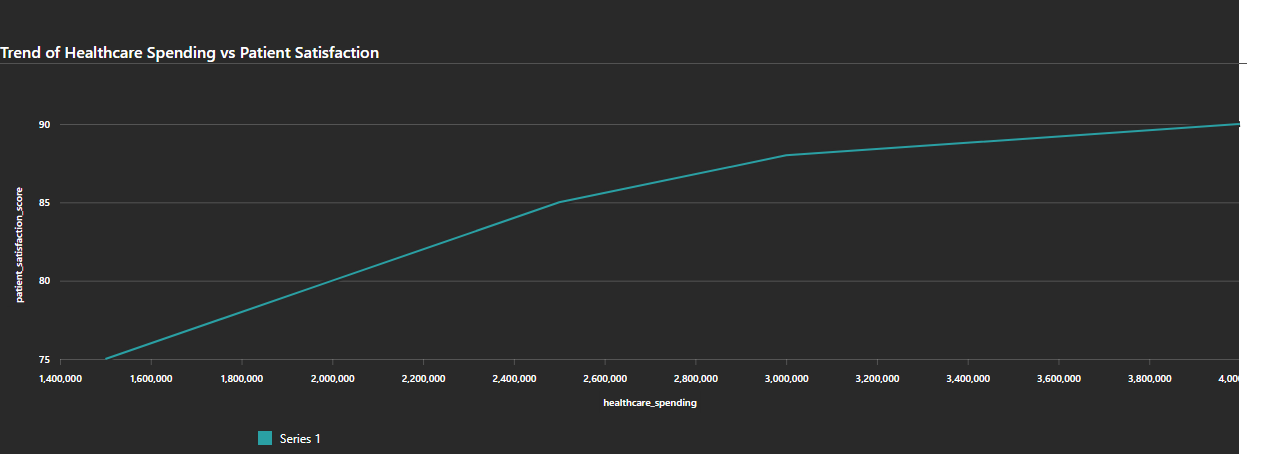 Trend of Healthcare Spending vs Patient Satisfaction
90
85
80
75
patient_satisfaction_score
1,400,000 1,600,000 1,800,000 2,000,000 2,200,000 2,400,000 2,600,000 2,800,000 3,000,000 3,200,000 3,400,000 3,600,000 3,800,000 4,000
healthcare_spending
Series 1